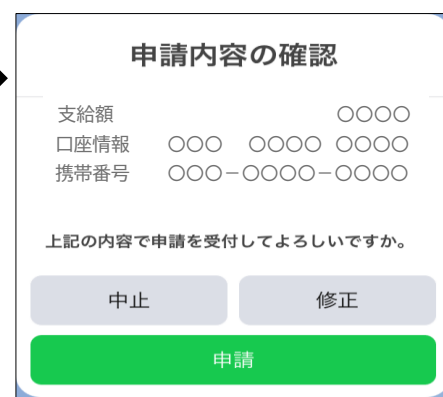 申請内容の確認
支給額 ○○○○
口座情報 ○○○ ○○○○ ○○○○
携帯番号 ○○○-○○○○-○○○○
上記の内容で申請を受付してよろしいですか。
中止 修正
申請